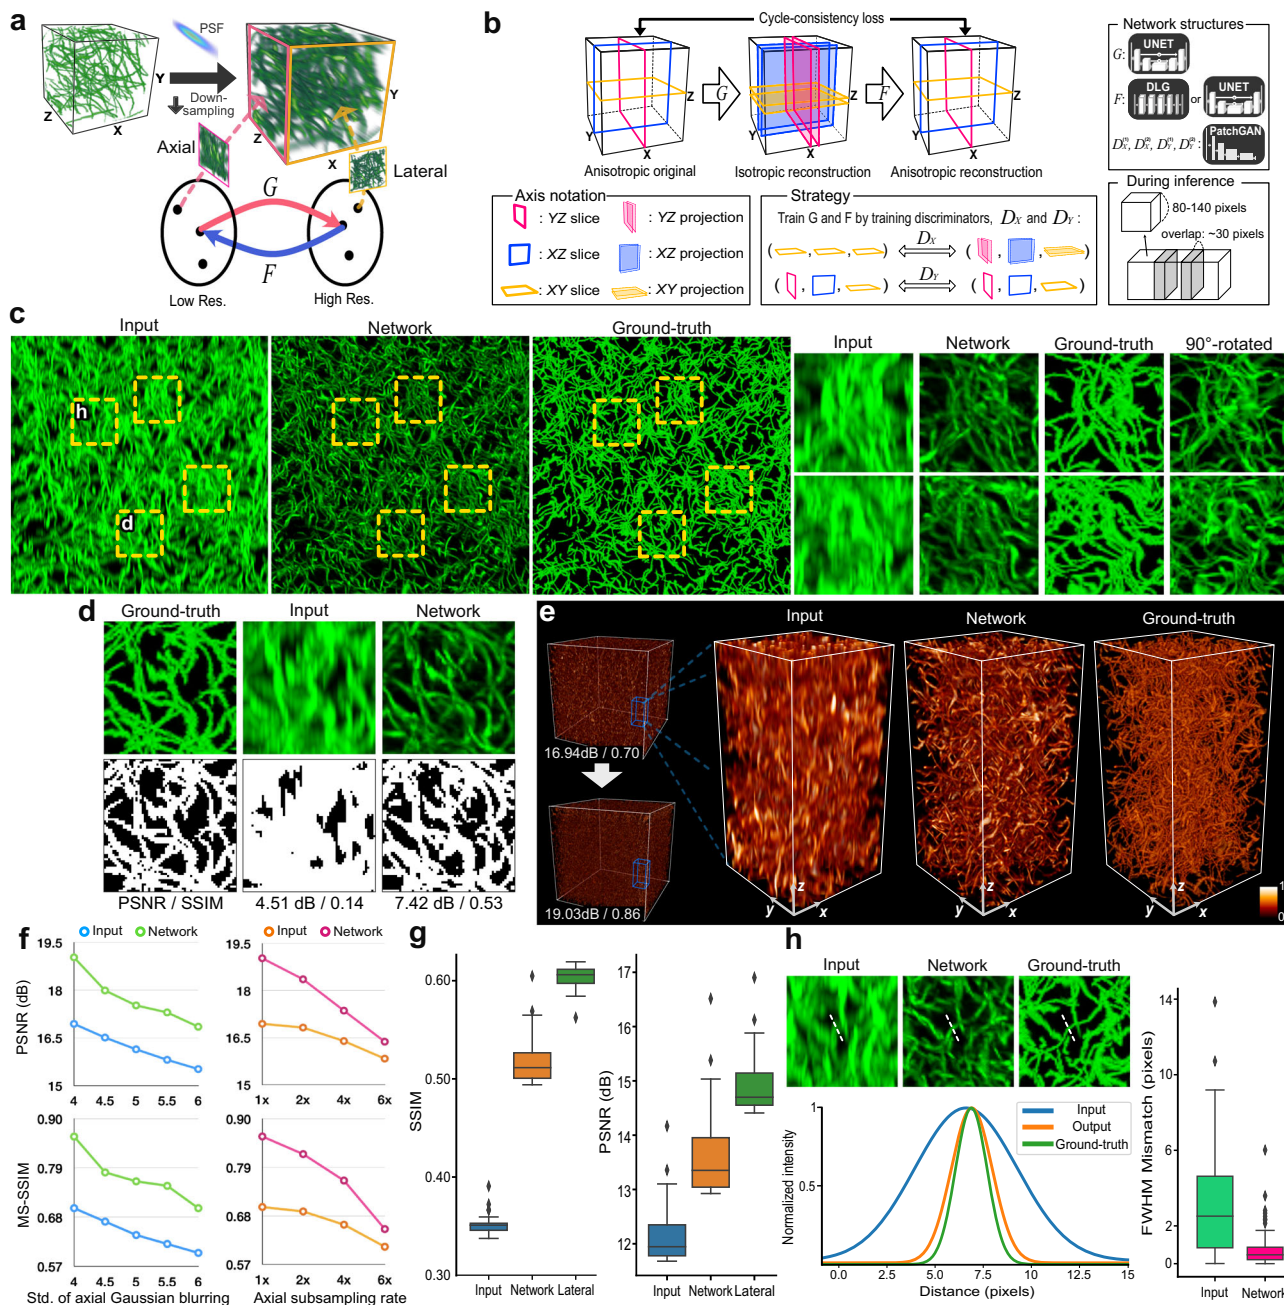 a
PSF
Down-
sampling
Y
Z
X
Y
Z
X
Axial
Lateral
G
F
Low Res.
High Res.
b
Cycle-consistency loss
Y
Z
X
G
Y
Z
X
F
Y
Z
X
Anisotropic original
Isotropic reconstruction
Anisotropic reconstruction
Axis notation
: YZ slice
: YZ projection
: XZ slice
: XZ projection
: XY slice
: XY projection
Strategy
Train G and F by training discriminators, D_X and D_Y :
( , , ) D_X ( , , )
( , , ) D_Y ( , , )
Network structures
G: UNET
F: DLG or UNET
D_X^(1), D_X^(2), D_Y^(1), D_Y^(2): PatchGAN
During inference
80-140 pixels
overlap: ~30 pixels
c
Input
Network
Ground-truth
Input
Network
Ground-truth
90°-rotated
h
d
d
Ground-truth
Input
Network
PSNR / SSIM
4.51 dB / 0.14
7.42 dB / 0.53
e
Input
Network
Ground-truth
16.94dB / 0.70
19.03dB / 0.86
z
y
x
z
y
x
z
y
x
1
0
f
Input
Network
Input
Network
PSNR (dB)
19.5
18
16.5
15
4
4.5
5
5.5
6
19.5
18
16.5
15
1x
2x
4x
6x
MS-SSIM
0.90
0.79
0.68
0.57
4
4.5
5
5.5
6
Std. of axial Gaussian blurring
0.90
0.79
0.68
0.57
1x
2x
4x
6x
Axial subsampling rate
g
SSIM
0.60
0.50
0.40
0.30
Input
Network
Lateral
PSNR (dB)
17
16
15
14
13
12
Input
Network
Lateral
h
Input
Network
Ground-truth
Normalized intensity
1
0.5
Input
Output
Ground-truth
0.0
2.5
5.0
7.5
10.0
12.5
15
Distance (pixels)
FWHM Mismatch (pixels)
14
10
6
2
0
Input
Network